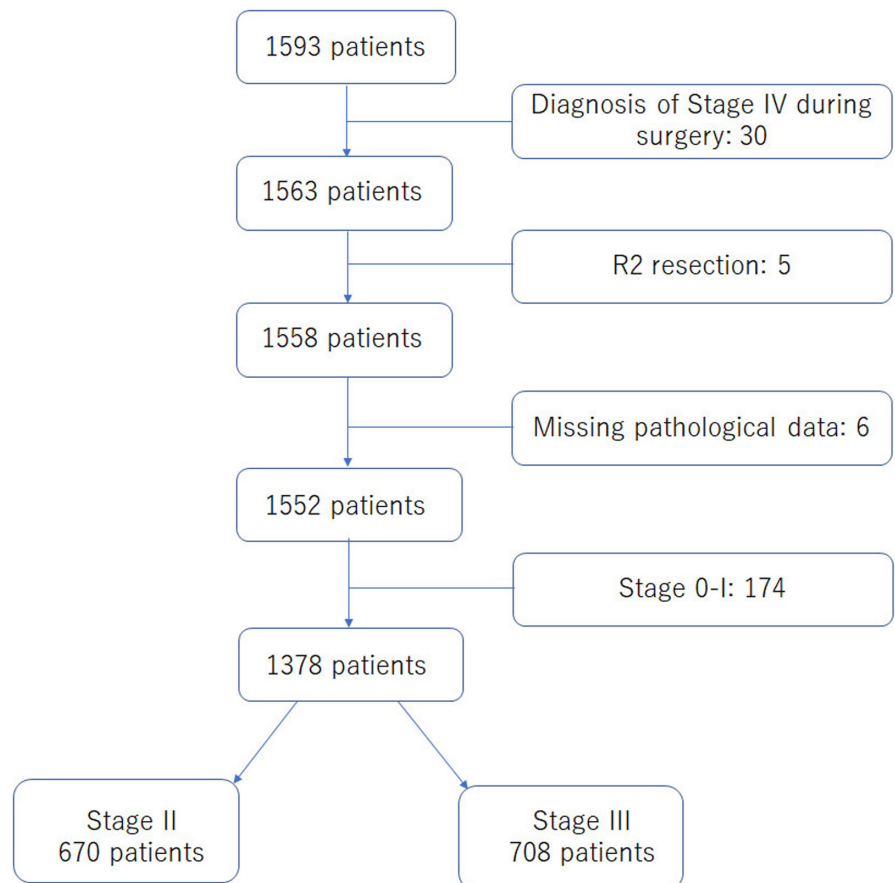 1593 patients
Diagnosis of Stage IV during
surgery: 30
1563 patients
R2 resection: 5
1558 patients
Missing pathological data: 6
1552 patients
Stage 0-I: 174
1378 patients
Stage II
670 patients
Stage III
708 patients